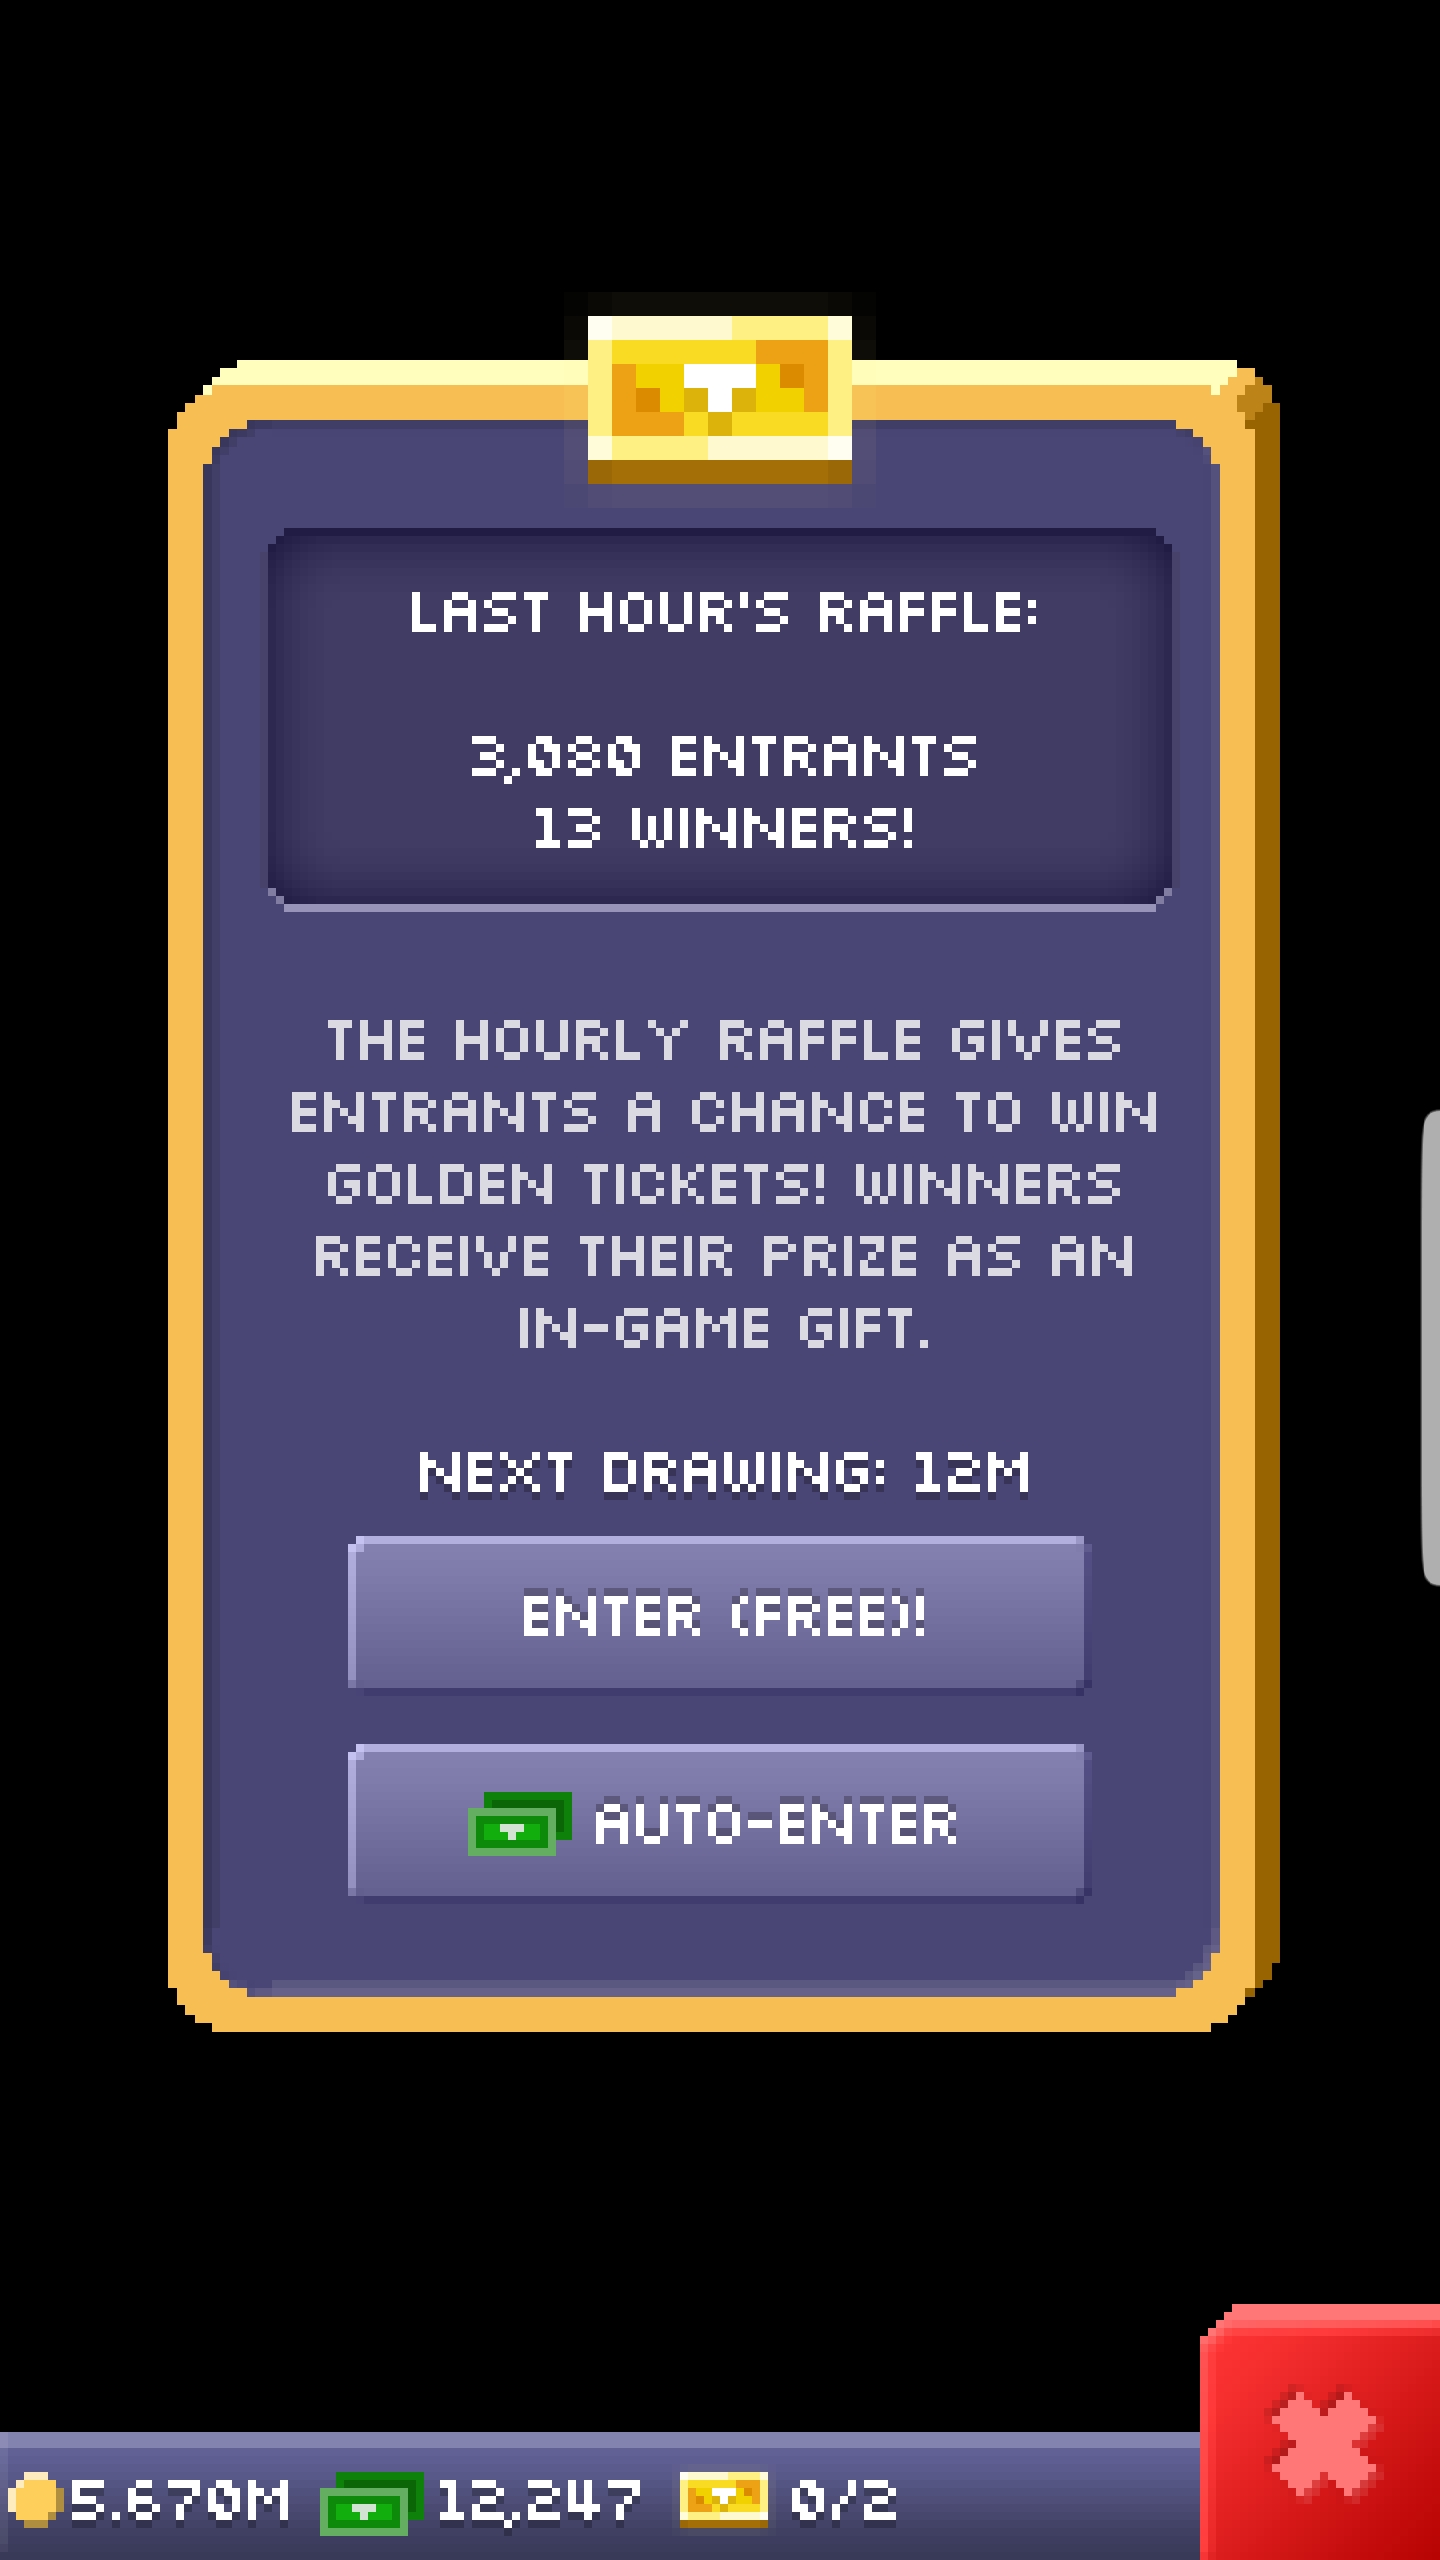 LAST HOUR'S RAFFLE:
3,080 ENTRANTS
13 WINNERS!
THE HOURLY RAFFLE GIVES
ENTRANTS A CHANCE TO WIN
GOLDEN TICKETS! WINNERS
RECEIVE THEIR PRIZE AS AN
IN-GAME GIFT.
NEXT DRAWING: 12M
ENTER (FREE)!
AUTO-ENTER
5.670M 12,247 0/2